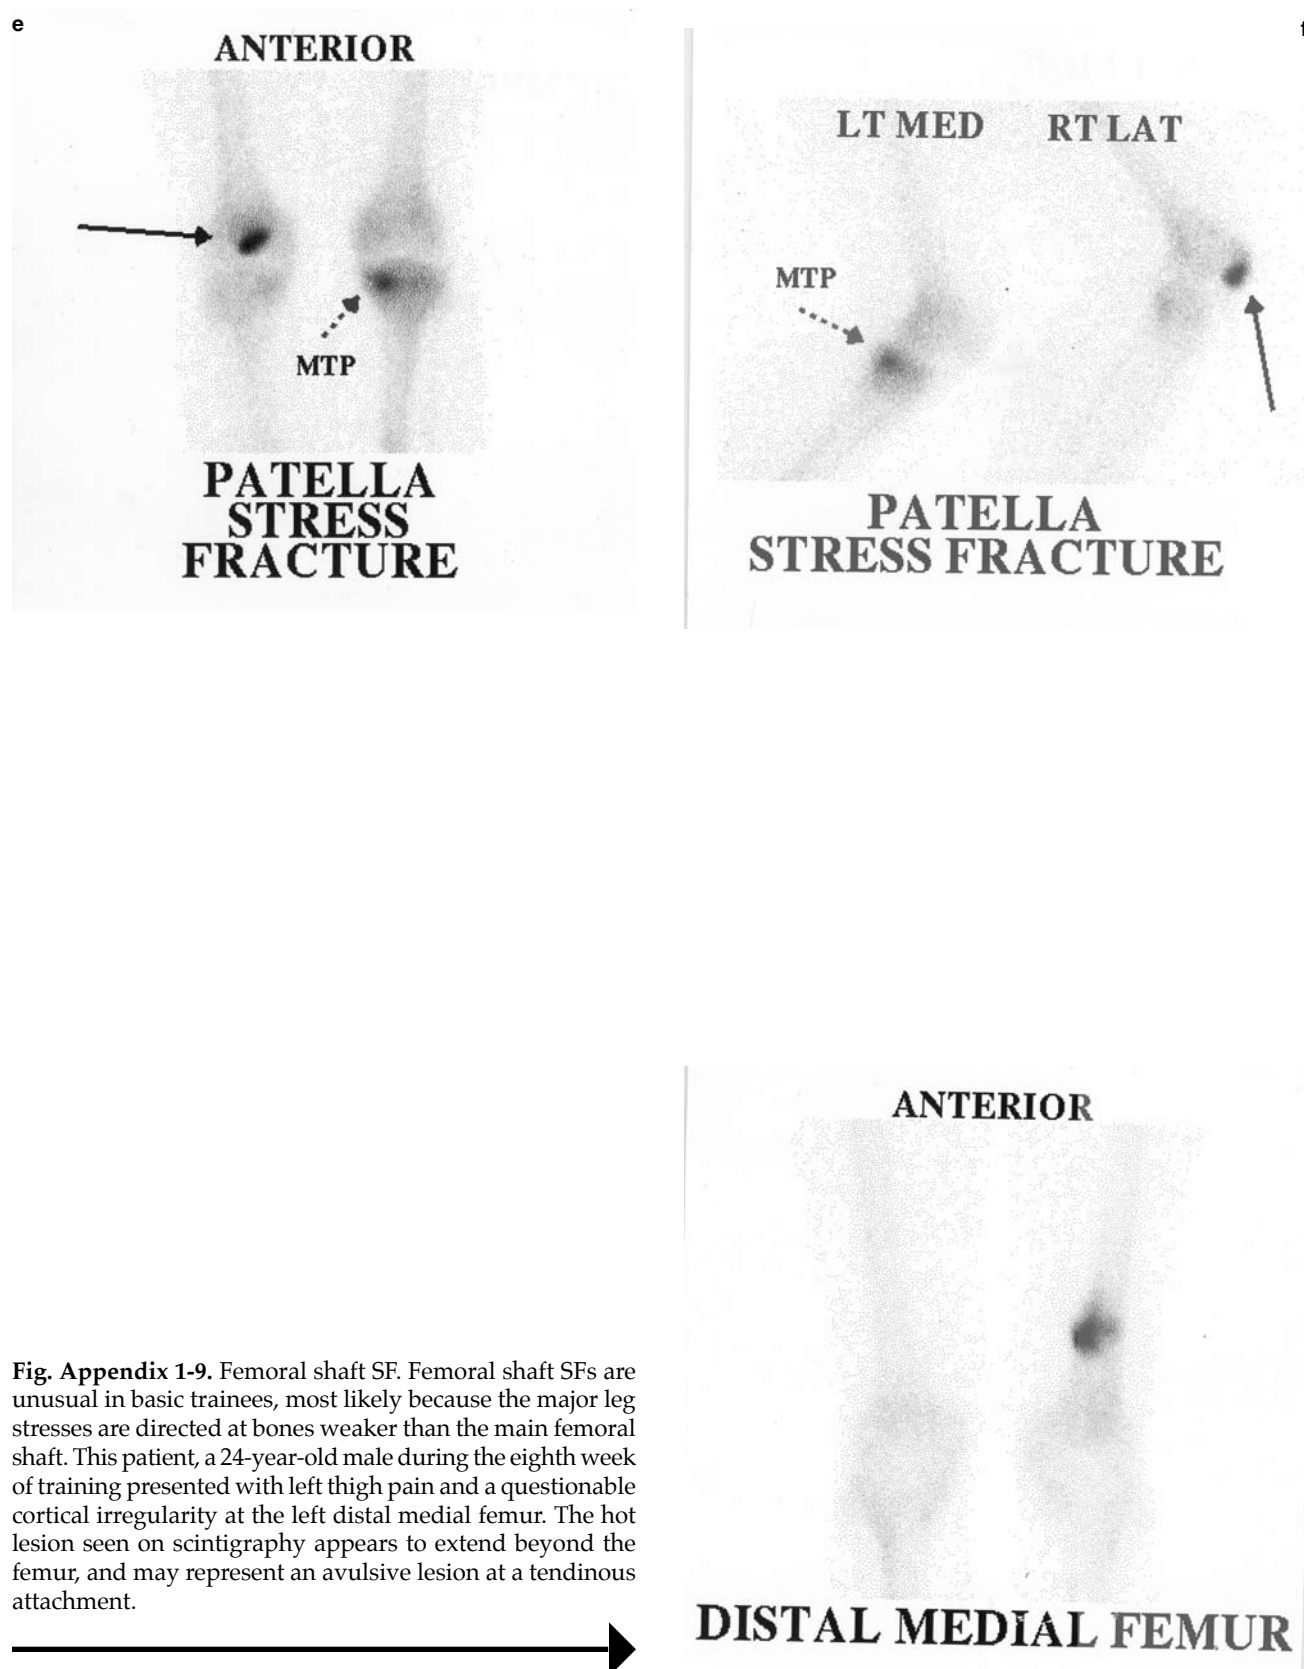 e
ANTERIOR
MTP
PATELLA
STRESS
FRACTURE
f
LT MED RT LAT
MTP
PATELLA
STRESS FRACTURE
Fig. Appendix 1-9. Femoral shaft SF. Femoral shaft SFs are
unusual in basic trainees, most likely because the major leg
stresses are directed at bones weaker than the main femoral
shaft. This patient, a 24-year-old male during the eighth week
of training presented with left thigh pain and a questionable
cortical irregularity at the left distal medial femur. The hot
lesion seen on scintigraphy appears to extend beyond the
femur, and may represent an avulsive lesion at a tendinous
attachment.
ANTERIOR
DISTAL MEDIAL FEMUR